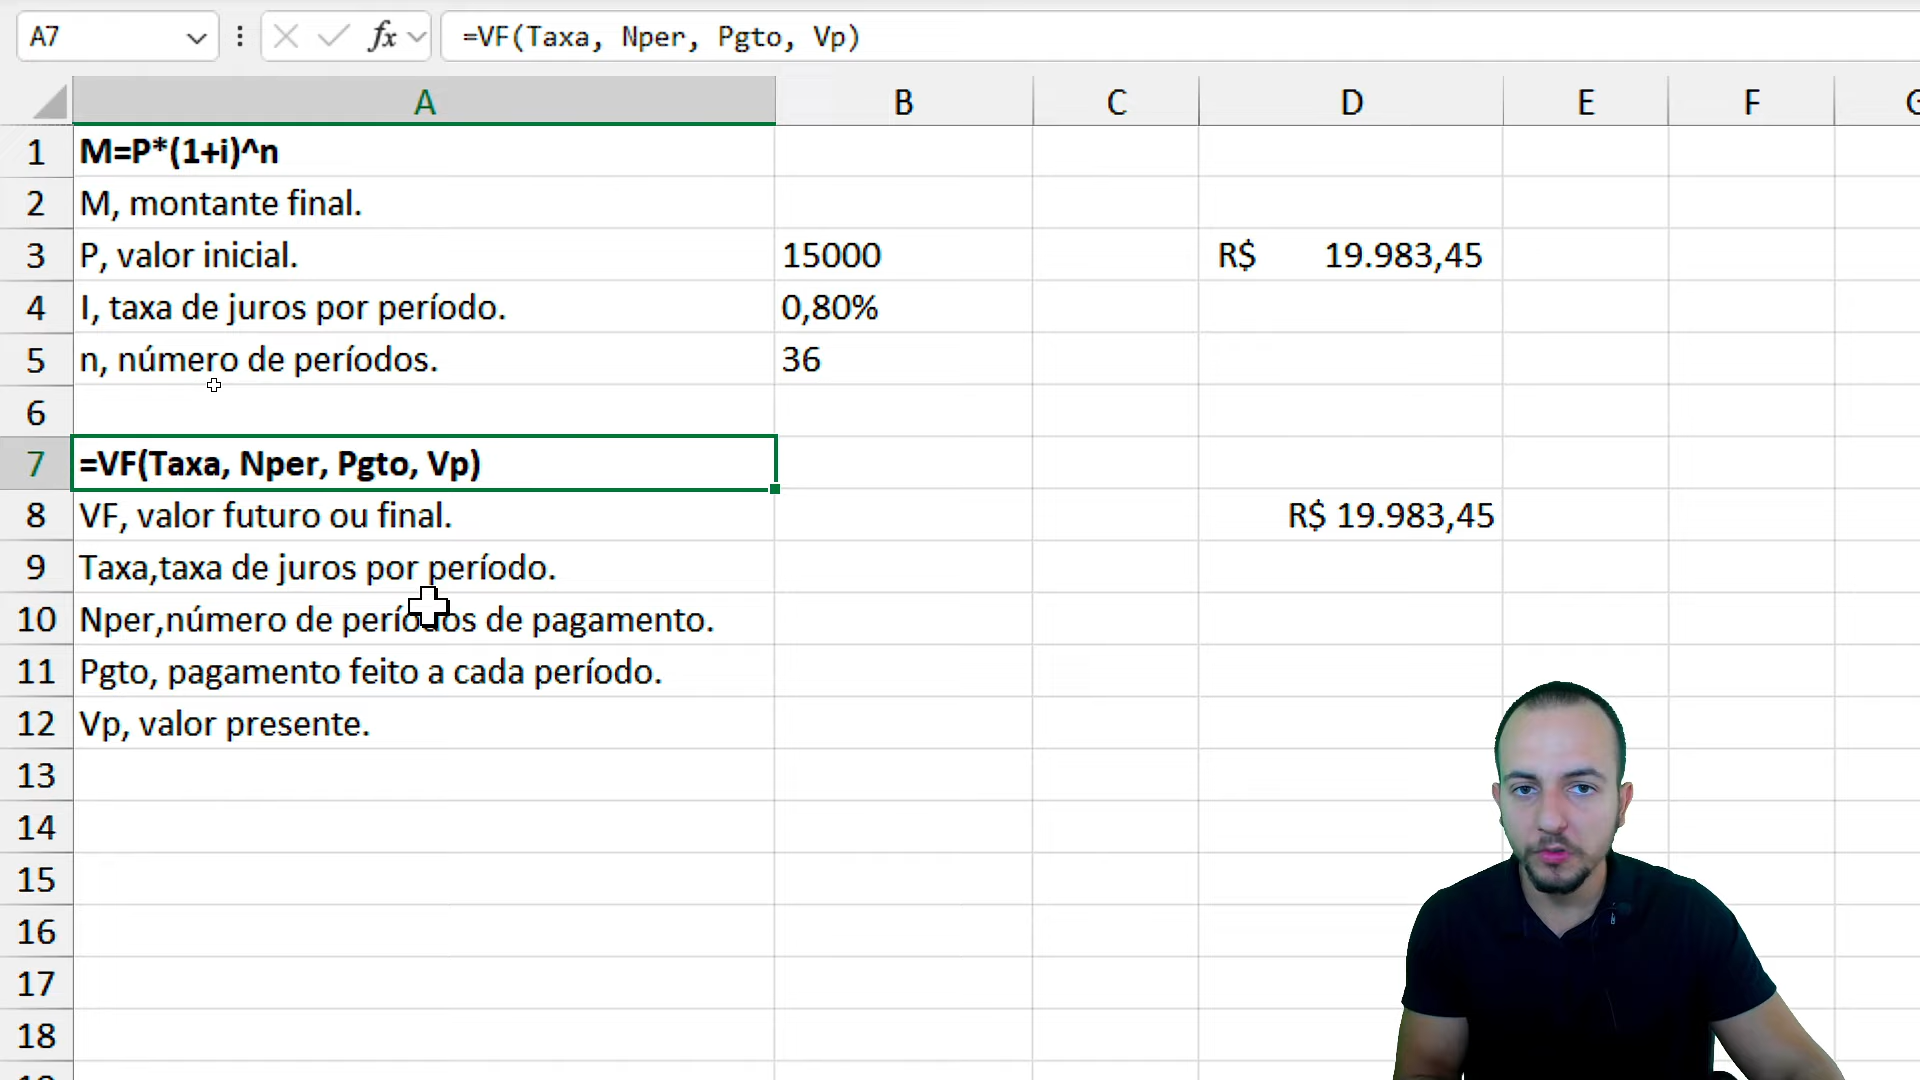 A7
fx
=VF(Taxa, Nper, Pgto, Vp)
A B C D E F G
1 M=P*(1+i)^n
2 M, montante final.
3 P, valor inicial. 15000 R$ 19.983,45
4 I, taxa de juros por período. 0,80%
5 n, número de períodos. 36
6
7 =VF(Taxa, Nper, Pgto, Vp)
8 VF, valor futuro ou final. R$ 19.983,45
9 Taxa,taxa de juros por período.
10 Nper,número de períodos de pagamento.
11 Pgto, pagamento feito a cada período.
12 Vp, valor presente.
13
14
15
16
17
18